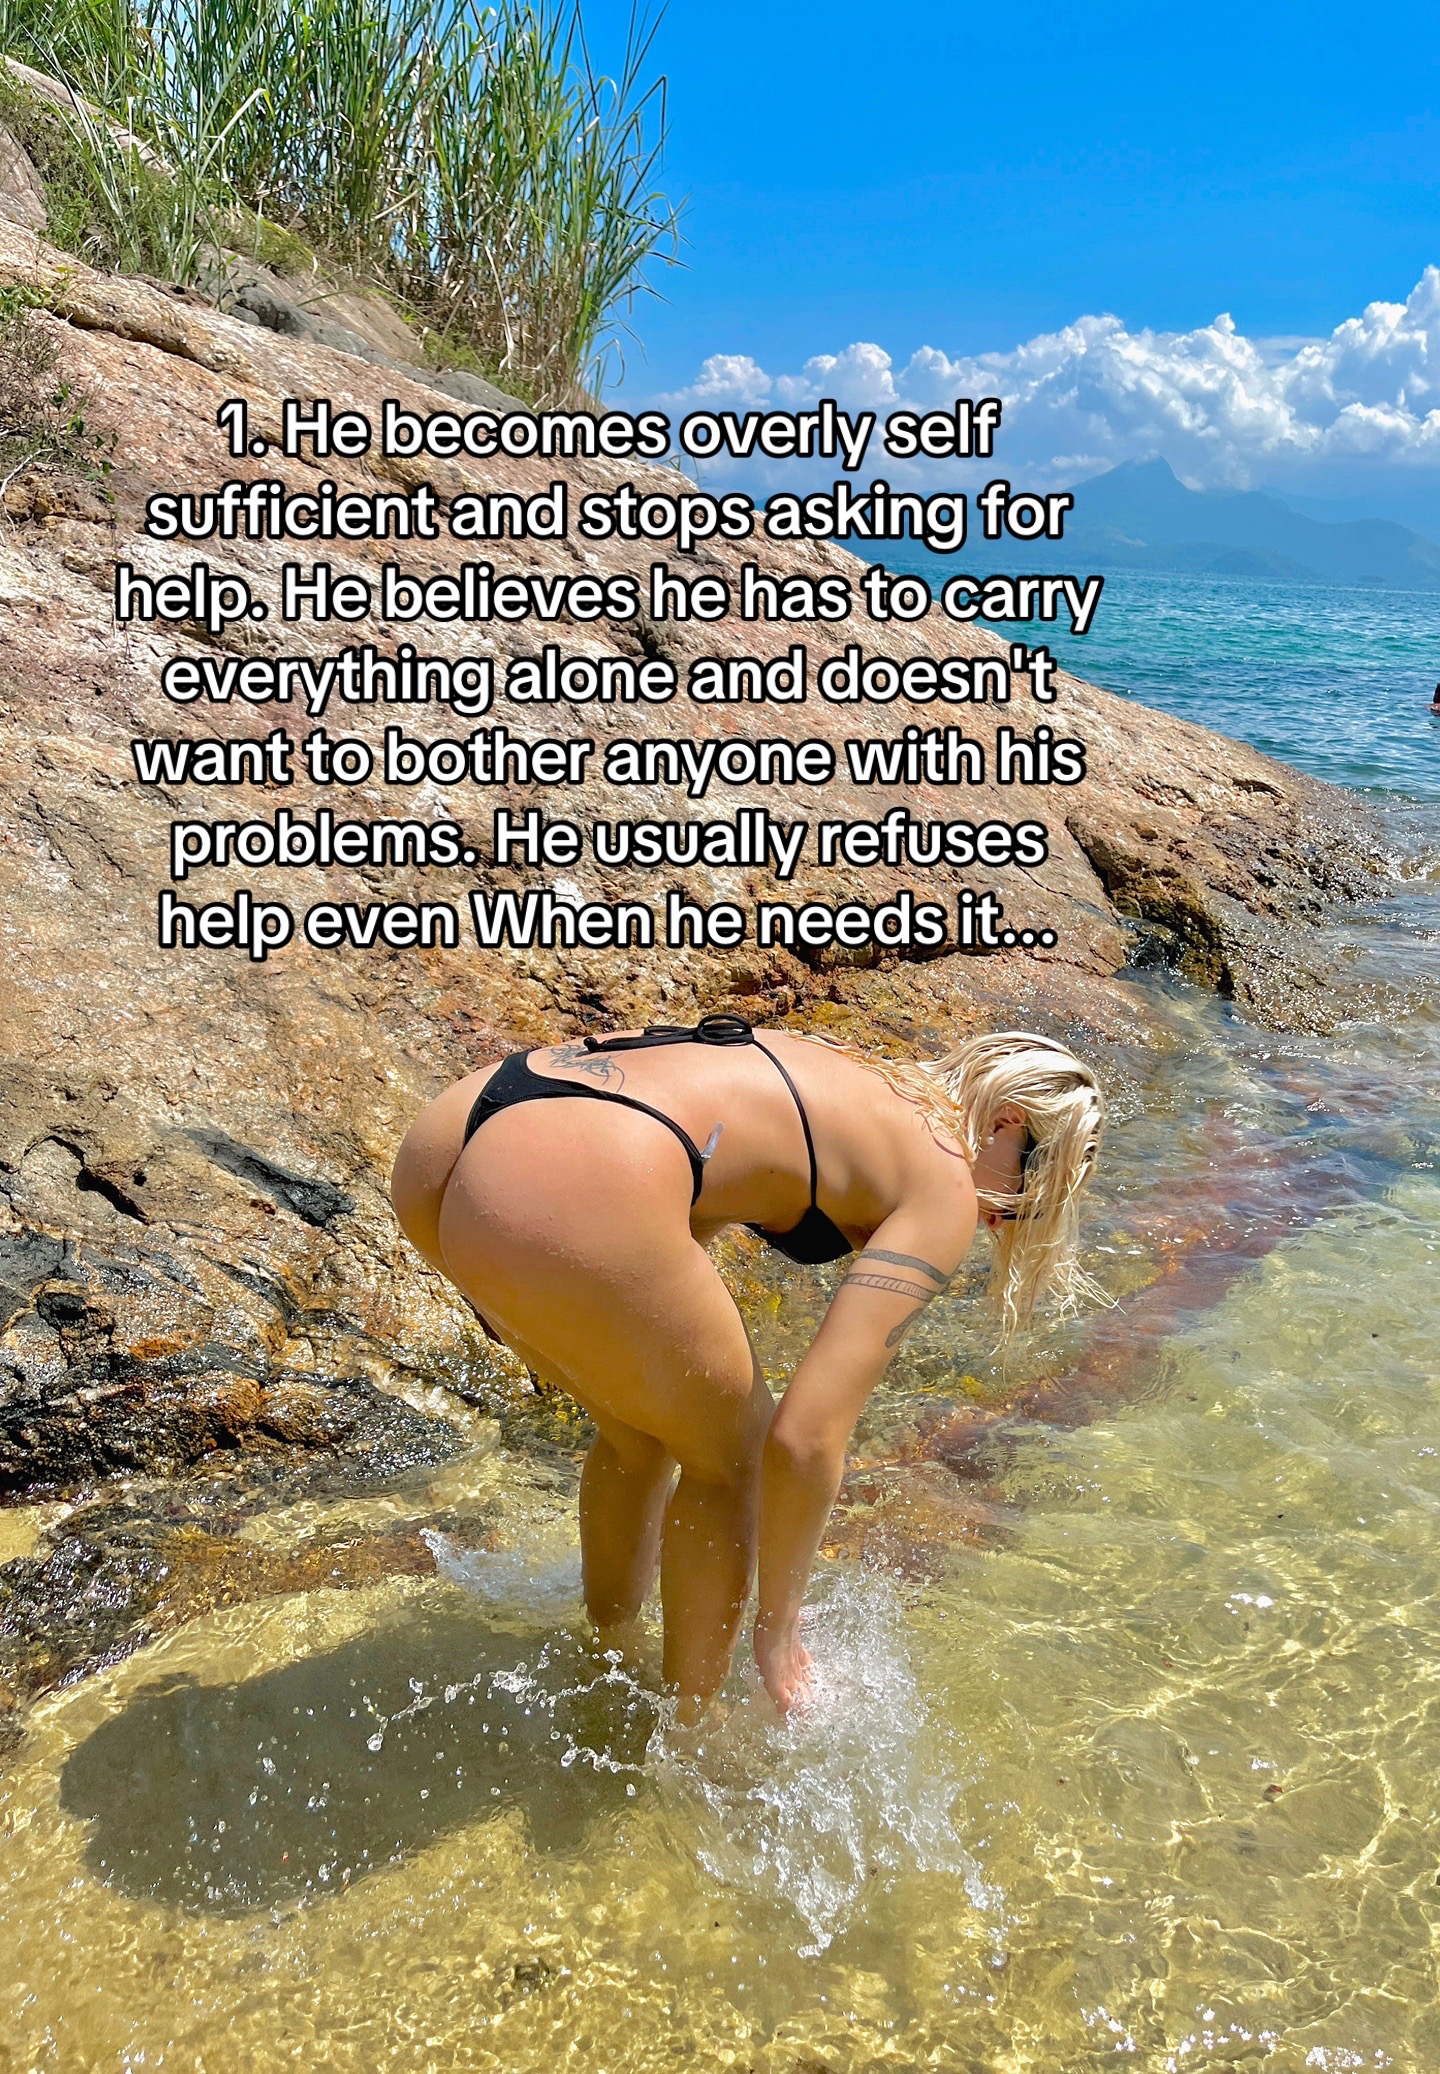 1. He becomes overly self
sufficient and stops asking for
help. He believes he has to carry
everything alone and doesn't
want to bother anyone with his
problems. He usually refuses
help even When he needs it...